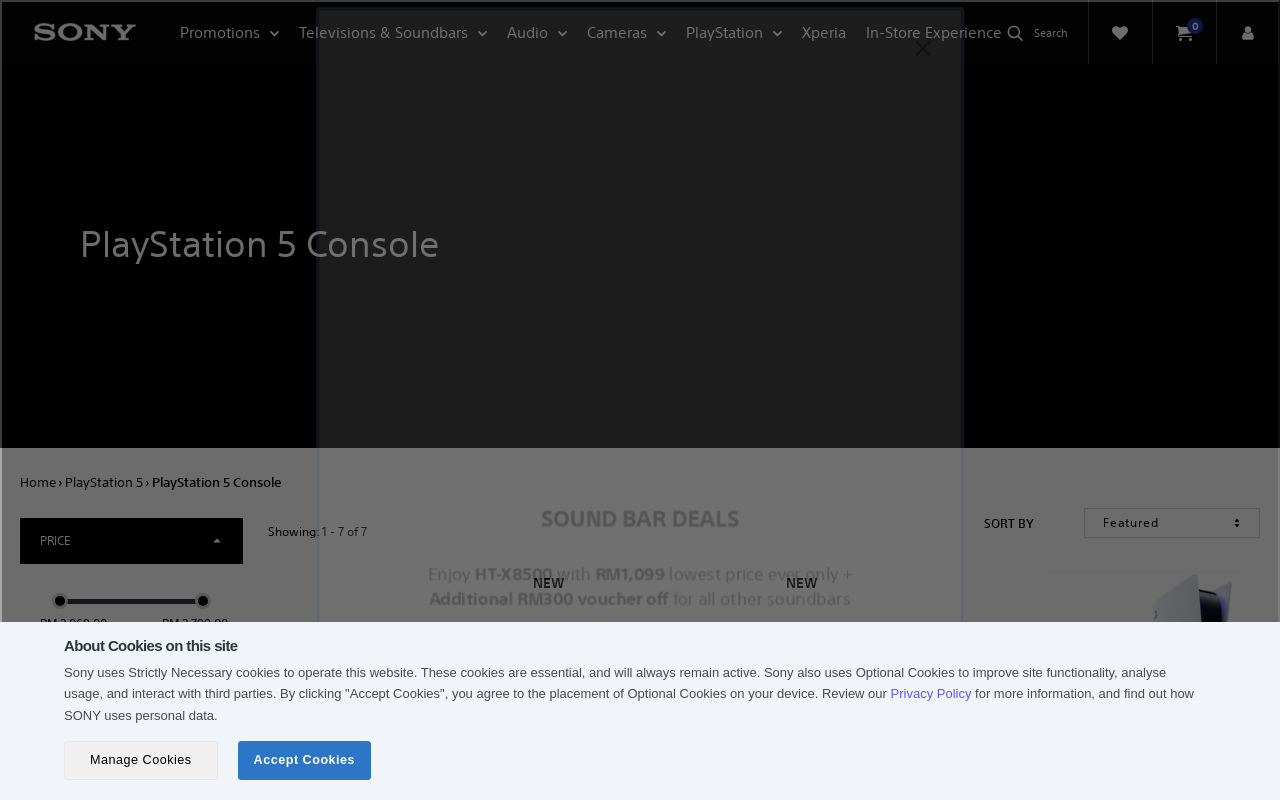 SONY
Promotions
Televisions & Soundbars
Audio
Cameras
PlayStation
Xperia
In-Store Experience
Search
0
PlayStation 5 Console
Home › PlayStation 5 › PlayStation 5 Console
PRICE
Showing: 1 - 7 of 7
SORT BY
Featured
SOUND BAR DEALS
Enjoy HT-X8500 with RM1,099 lowest price ever only +
Additional RM300 voucher off for all other soundbars
NEW
NEW
About Cookies on this site
Sony uses Strictly Necessary cookies to operate this website. These cookies are essential, and will always remain active. Sony also uses Optional Cookies to improve site functionality, analyse
usage, and interact with third parties. By clicking "Accept Cookies", you agree to the placement of Optional Cookies on your device. Review our Privacy Policy for more information, and find out how
SONY uses personal data.
Manage Cookies
Accept Cookies